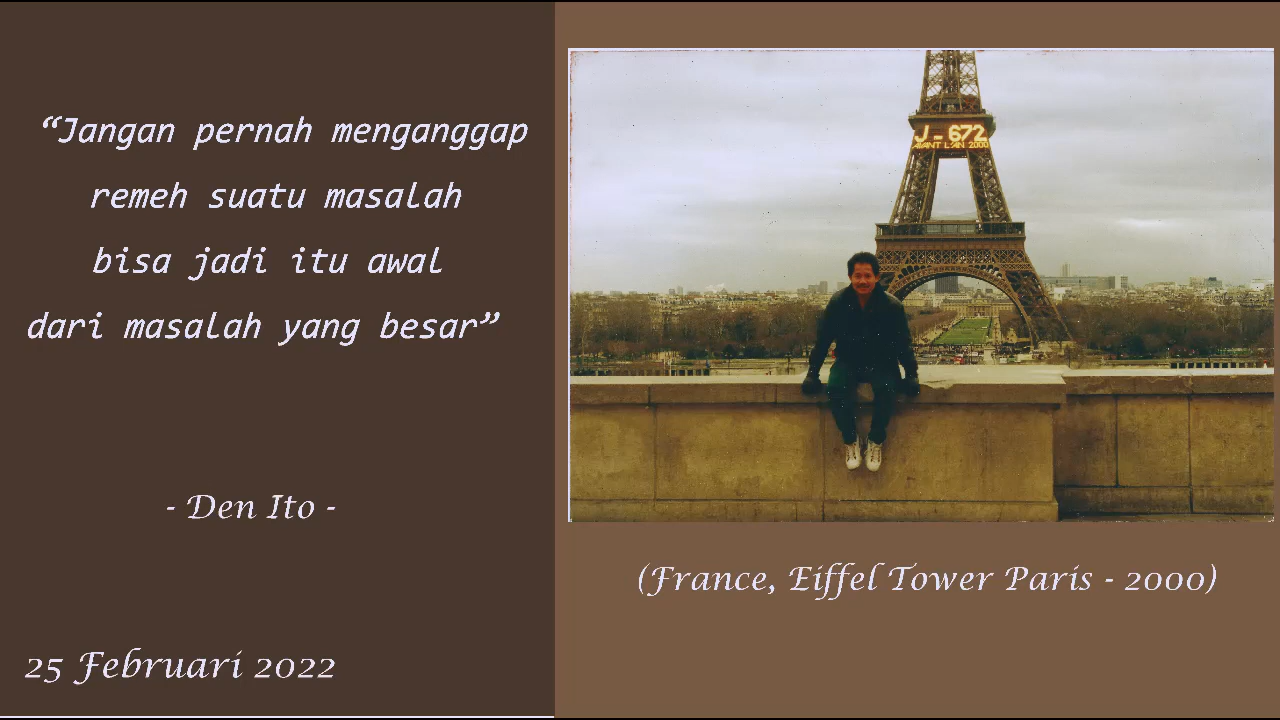 “Jangan pernah menganggap
remeh suatu masalah
bisa jadi itu awal
dari masalah yang besar”
- Den Ito -
25 Februari 2022
J - 672
AVANT L'AN 2000
(France, Eiffel Tower Paris - 2000)